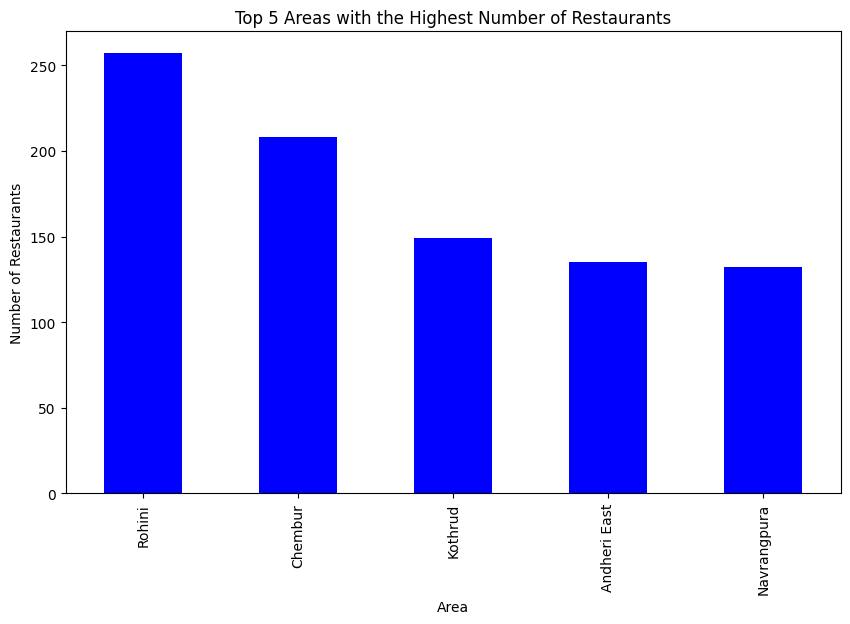 Top 5 Areas with the Highest Number of Restaurants
Number of Restaurants
250
200
150
100
50
0
Rohini
Chembur
Kothrud
Andheri East
Navrangpura
Area